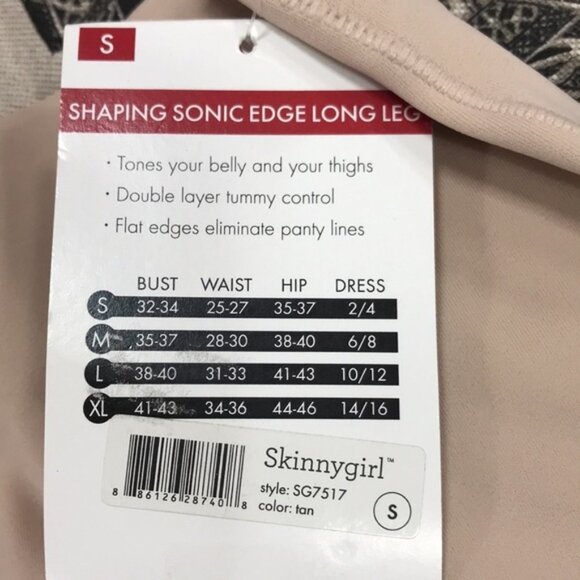 S
SHAPING SONIC EDGE LONG LEG
· Tones your belly and your thighs
· Double layer tummy control
· Flat edges eliminate panty lines
BUST WAIST HIP DRESS
S 32-34 25-27 35-37 2/4
M 35-37 28-30 38-40 6/8
L 38-40 31-33 41-43 10/12
XL 41-43 34-36 44-46 14/16
Skinnygirl™
style: SG7517
color: tan
S
8 86126 28740 8